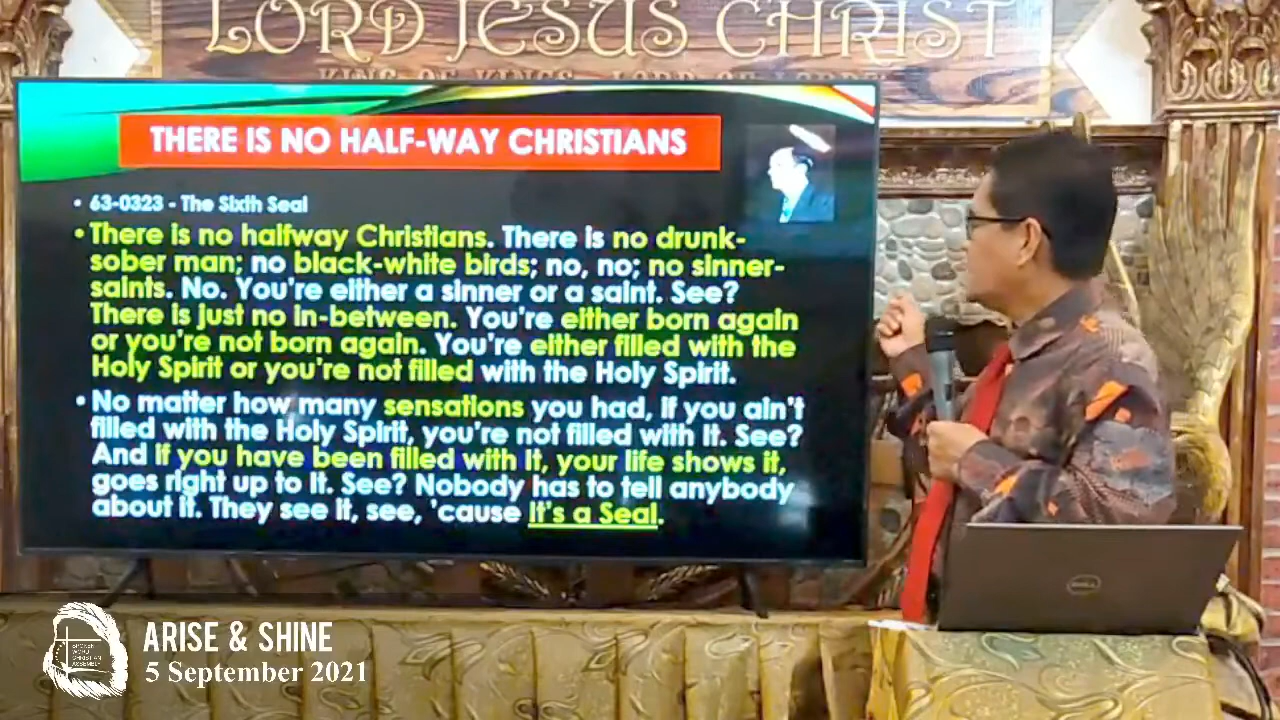 LORD JESUS CHRIST
KING OF KINGS LORD OF LORDS
THERE IS NO HALF-WAY CHRISTIANS
• 63-0323 - The Sixth Seal
• There is no halfway Christians. There is no drunk-
sober man; no black-white birds; no, no; no sinner-
saints. No. You're either a sinner or a saint. See?
There is just no in-between. You're either born again
or you're not born again. You're either filled with the
Holy Spirit or you're not filled with the Holy Spirit.
• No matter how many sensations you had, if you ain't
filled with the Holy Spirit, you're not filled with It. See?
And if you have been filled with It, your life shows it,
goes right up to It. See? Nobody has to tell anybody
about it. They see It, see, 'cause It's a Seal.
DELL
ARISE & SHINE
5 September 2021